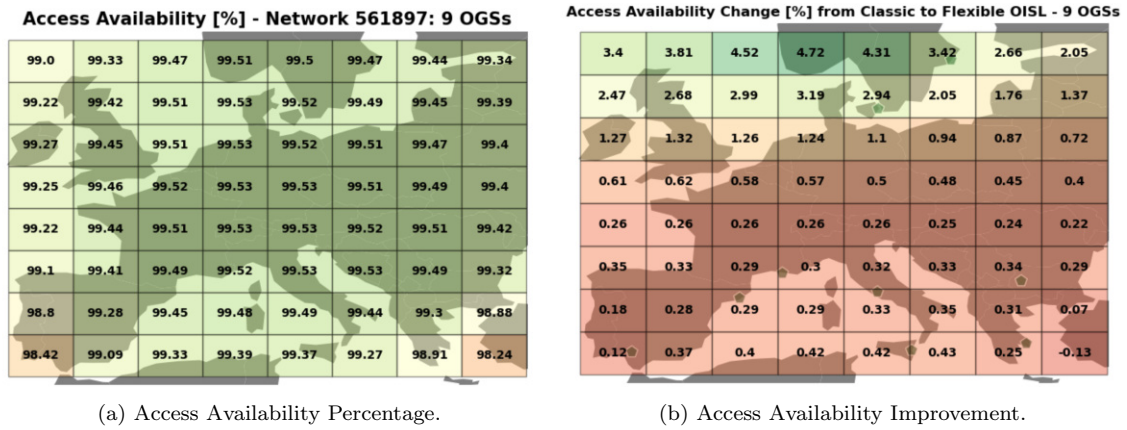 Access Availability [%] - Network 561897: 9 OGSs
99.0 99.33 99.47 99.51 99.5 99.47 99.44 99.34
99.22 99.42 99.51 99.53 99.52 99.49 99.45 99.39
99.27 99.45 99.51 99.53 99.52 99.51 99.47 99.4
99.25 99.46 99.52 99.53 99.53 99.51 99.49 99.4
99.22 99.44 99.51 99.53 99.53 99.52 99.51 99.42
99.1 99.41 99.49 99.52 99.53 99.53 99.49 99.32
98.8 99.28 99.45 99.48 99.49 99.44 99.3 98.88
98.42 99.09 99.33 99.39 99.37 99.27 98.91 98.24
(a) Access Availability Percentage.
Access Availability Change [%] from Classic to Flexible OISL - 9 OGSs
3.4 3.81 4.52 4.72 4.31 3.42 2.66 2.05
2.47 2.68 2.99 3.19 2.94 2.05 1.76 1.37
1.27 1.32 1.26 1.24 1.1 0.94 0.87 0.72
0.61 0.62 0.58 0.57 0.5 0.48 0.45 0.4
0.26 0.26 0.26 0.26 0.26 0.25 0.24 0.22
0.35 0.33 0.29 0.3 0.32 0.33 0.34 0.29
0.18 0.28 0.29 0.29 0.33 0.35 0.31 0.07
0.12 0.37 0.4 0.42 0.42 0.43 0.25 -0.13
(b) Access Availability Improvement.